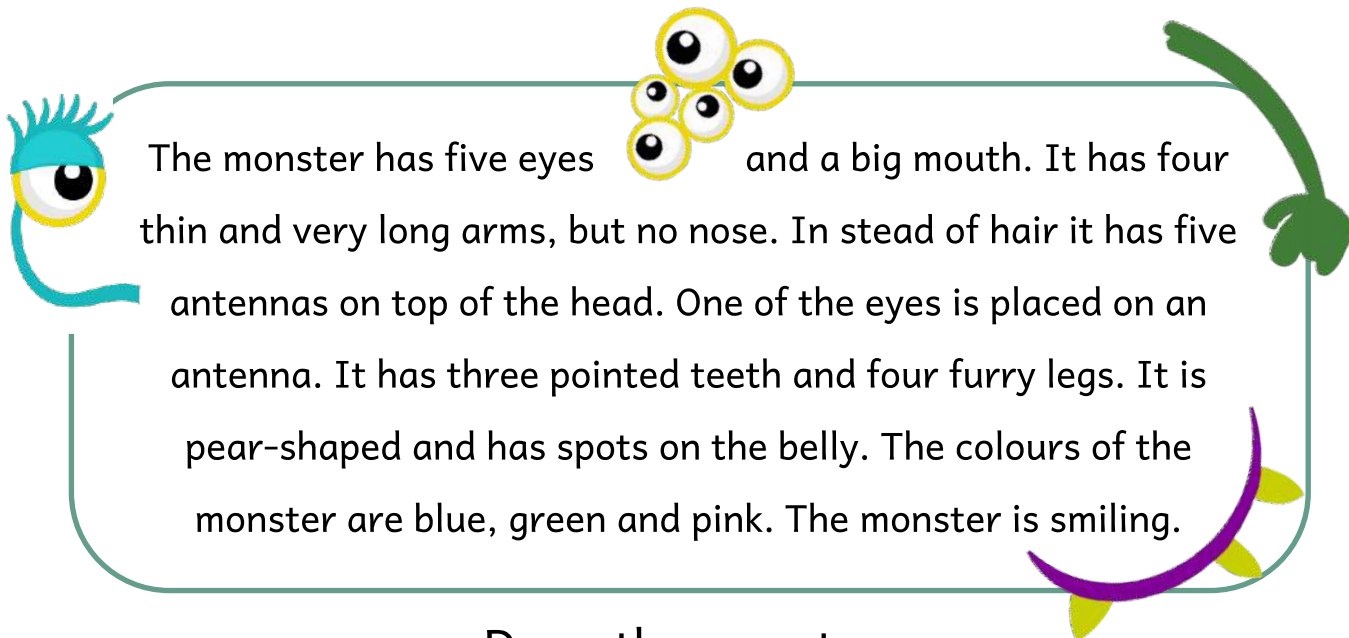 The monster has five eyes and a big mouth. It has four
thin and very long arms, but no nose. In stead of hair it has five
antennas on top of the head. One of the eyes is placed on an
antenna. It has three pointed teeth and four furry legs. It is
pear-shaped and has spots on the belly. The colours of the
monster are blue, green and pink. The monster is smiling.